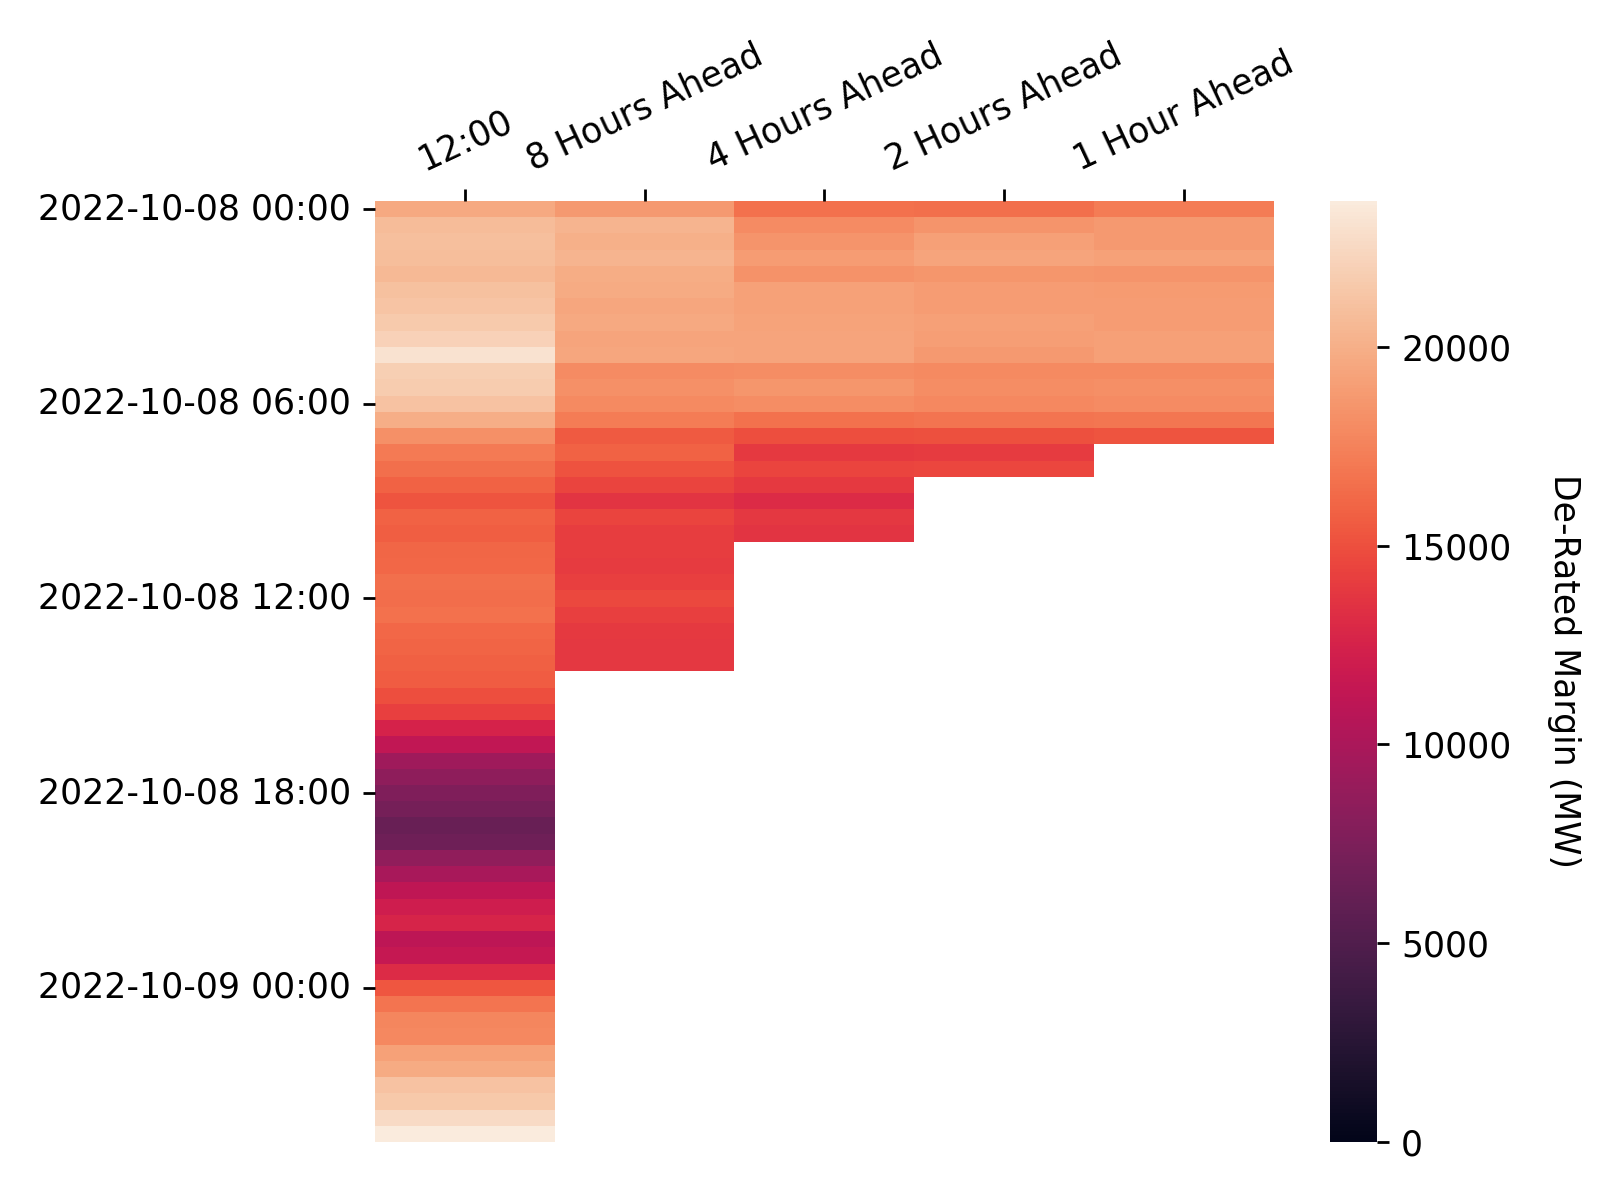 12:00
8 Hours Ahead
4 Hours Ahead
2 Hours Ahead
1 Hour Ahead
2022-10-08 00:00
2022-10-08 06:00
2022-10-08 12:00
2022-10-08 18:00
2022-10-09 00:00
20000
15000
10000
5000
0
De-Rated Margin (MW)